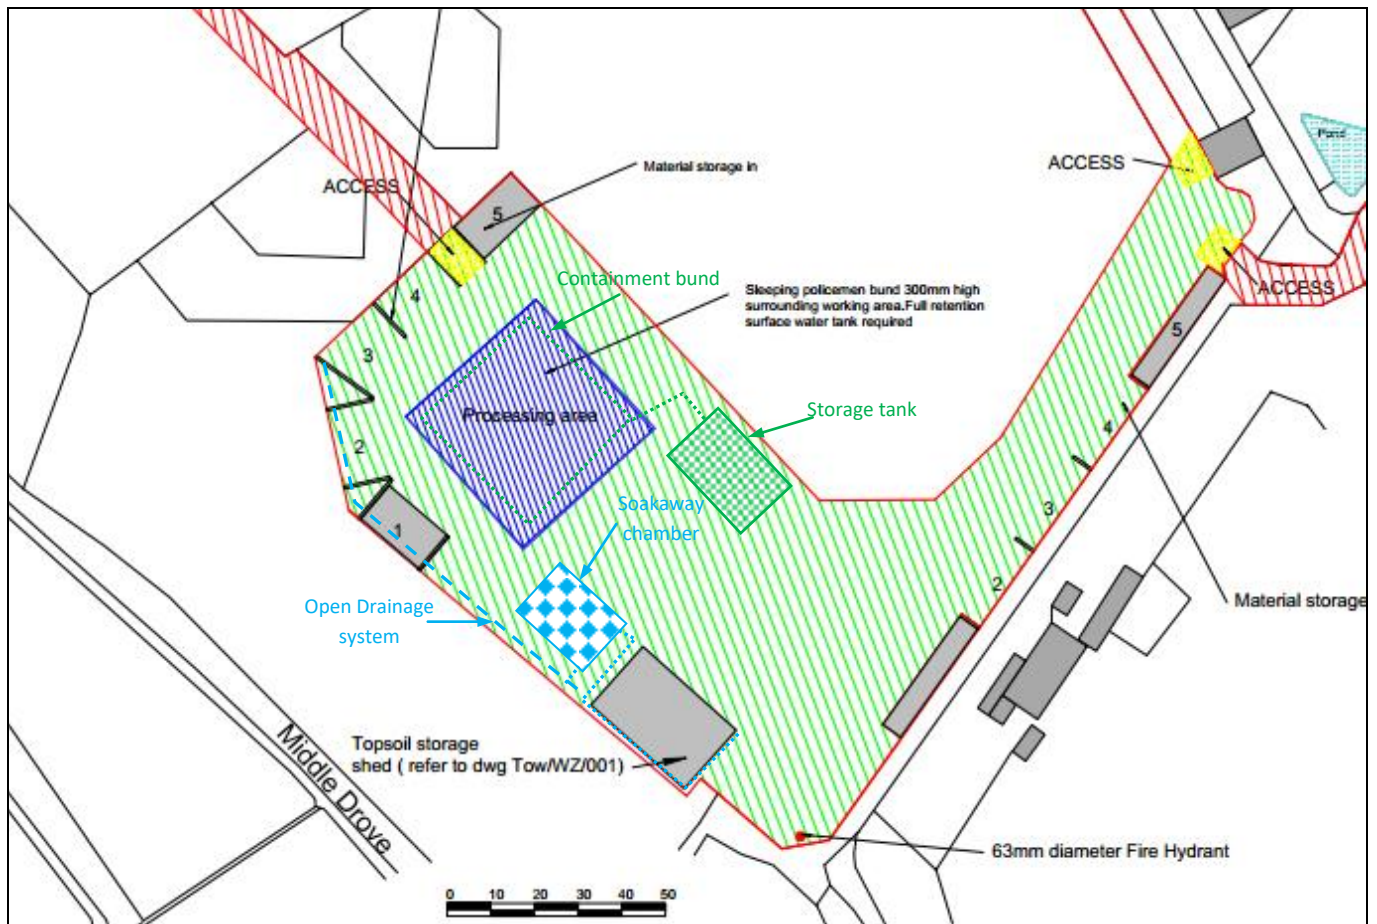 Pond
ACCESS
Material storage in
ACCESS
5
Containment bund
4
Sleeping policemen bund 300mm high
surrounding working area.Full retention
surface water tank required
ACCESS
5
3
Processing area
Storage tank
4
2
Soakaway
chamber
3
1
2
Open Drainage
system
Material storage
Middle Drove
Topsoil storage
shed ( refer to dwg Tow/WZ/001)
63mm diameter Fire Hydrant
0 10 20 30 40 50